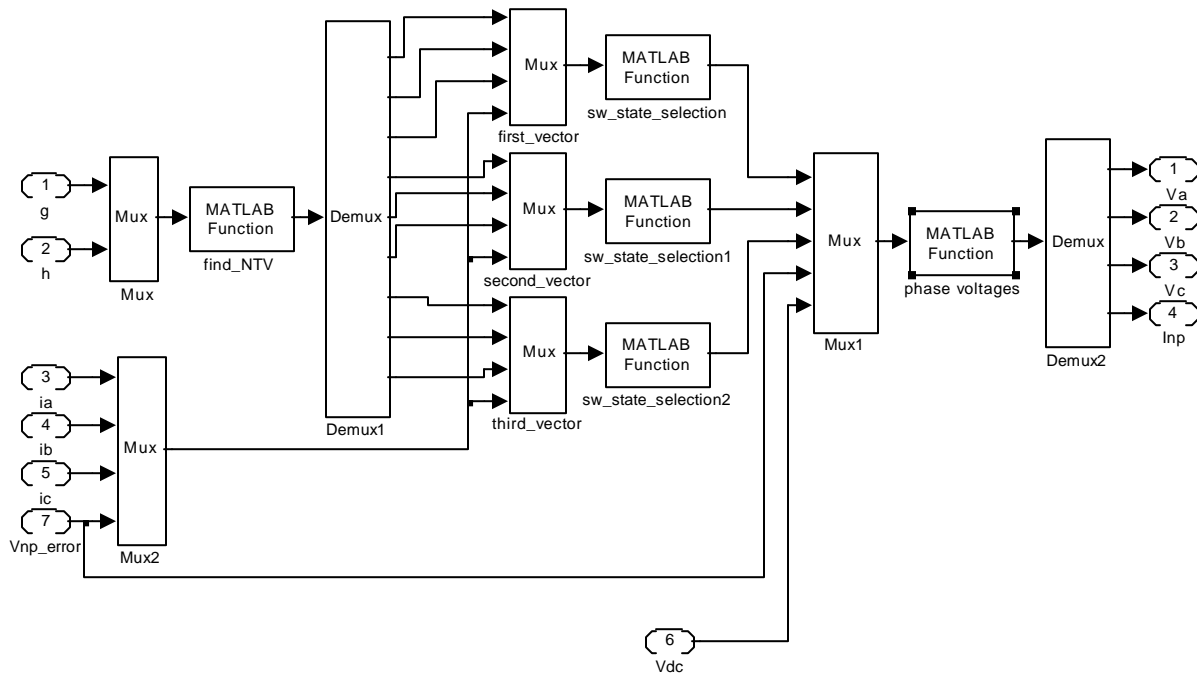 1
g
2
h
Mux
Mux
MATLAB
Function
find_NTV
Demux
Demux1
3
ia
4
ib
5
ic
7
Vnp_error
Mux
Mux2
Mux
first_vector
MATLAB
Function
sw_state_selection
Mux
second_vector
MATLAB
Function
sw_state_selection1
Mux
third_vector
MATLAB
Function
sw_state_selection2
6
Vdc
Mux
Mux1
MATLAB
Function
phase voltages
Demux
Demux2
1
Va
2
Vb
3
Vc
4
Inp